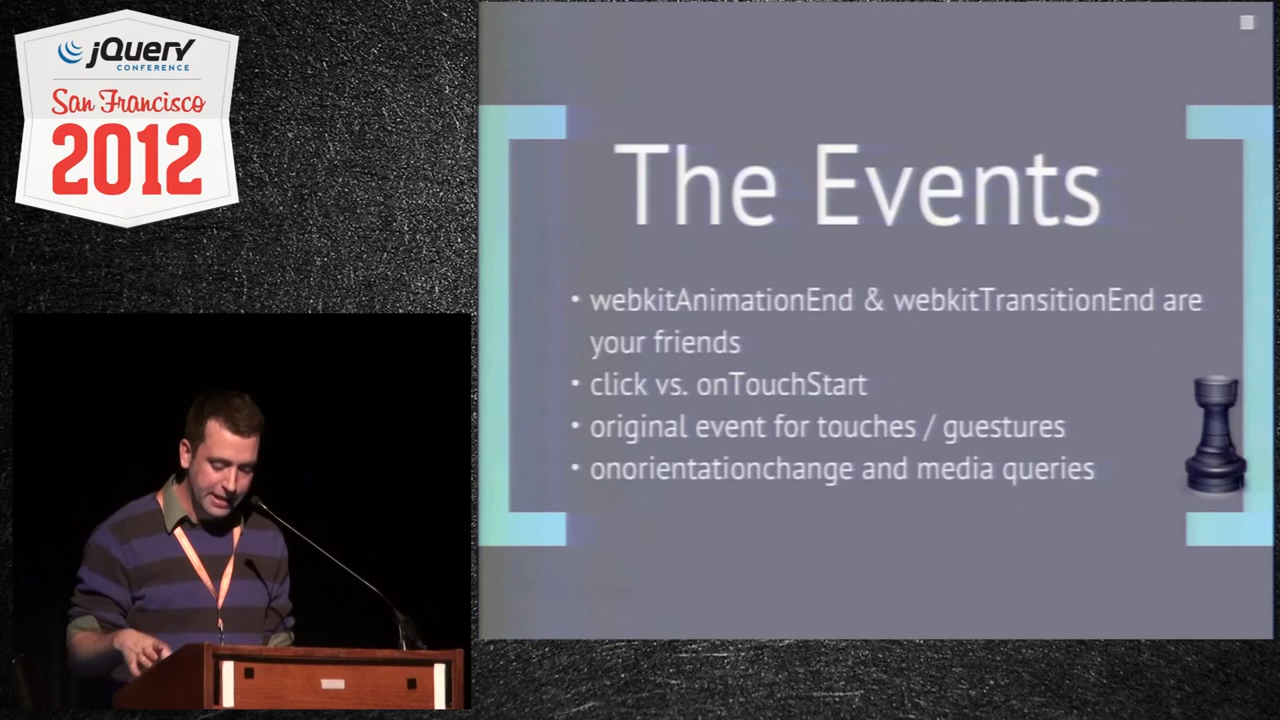 jQuery
CONFERENCE
San Francisco
2012
The Events
• webkitAnimationEnd & webkitTransitionEnd are
your friends
• click vs. onTouchStart
• original event for touches / guestures
• onorientationchange and media queries